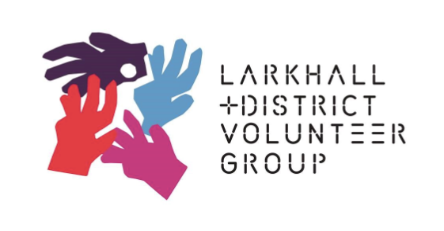 LARKHALL
+DISTRICT
VOLUNTEER
GROUP